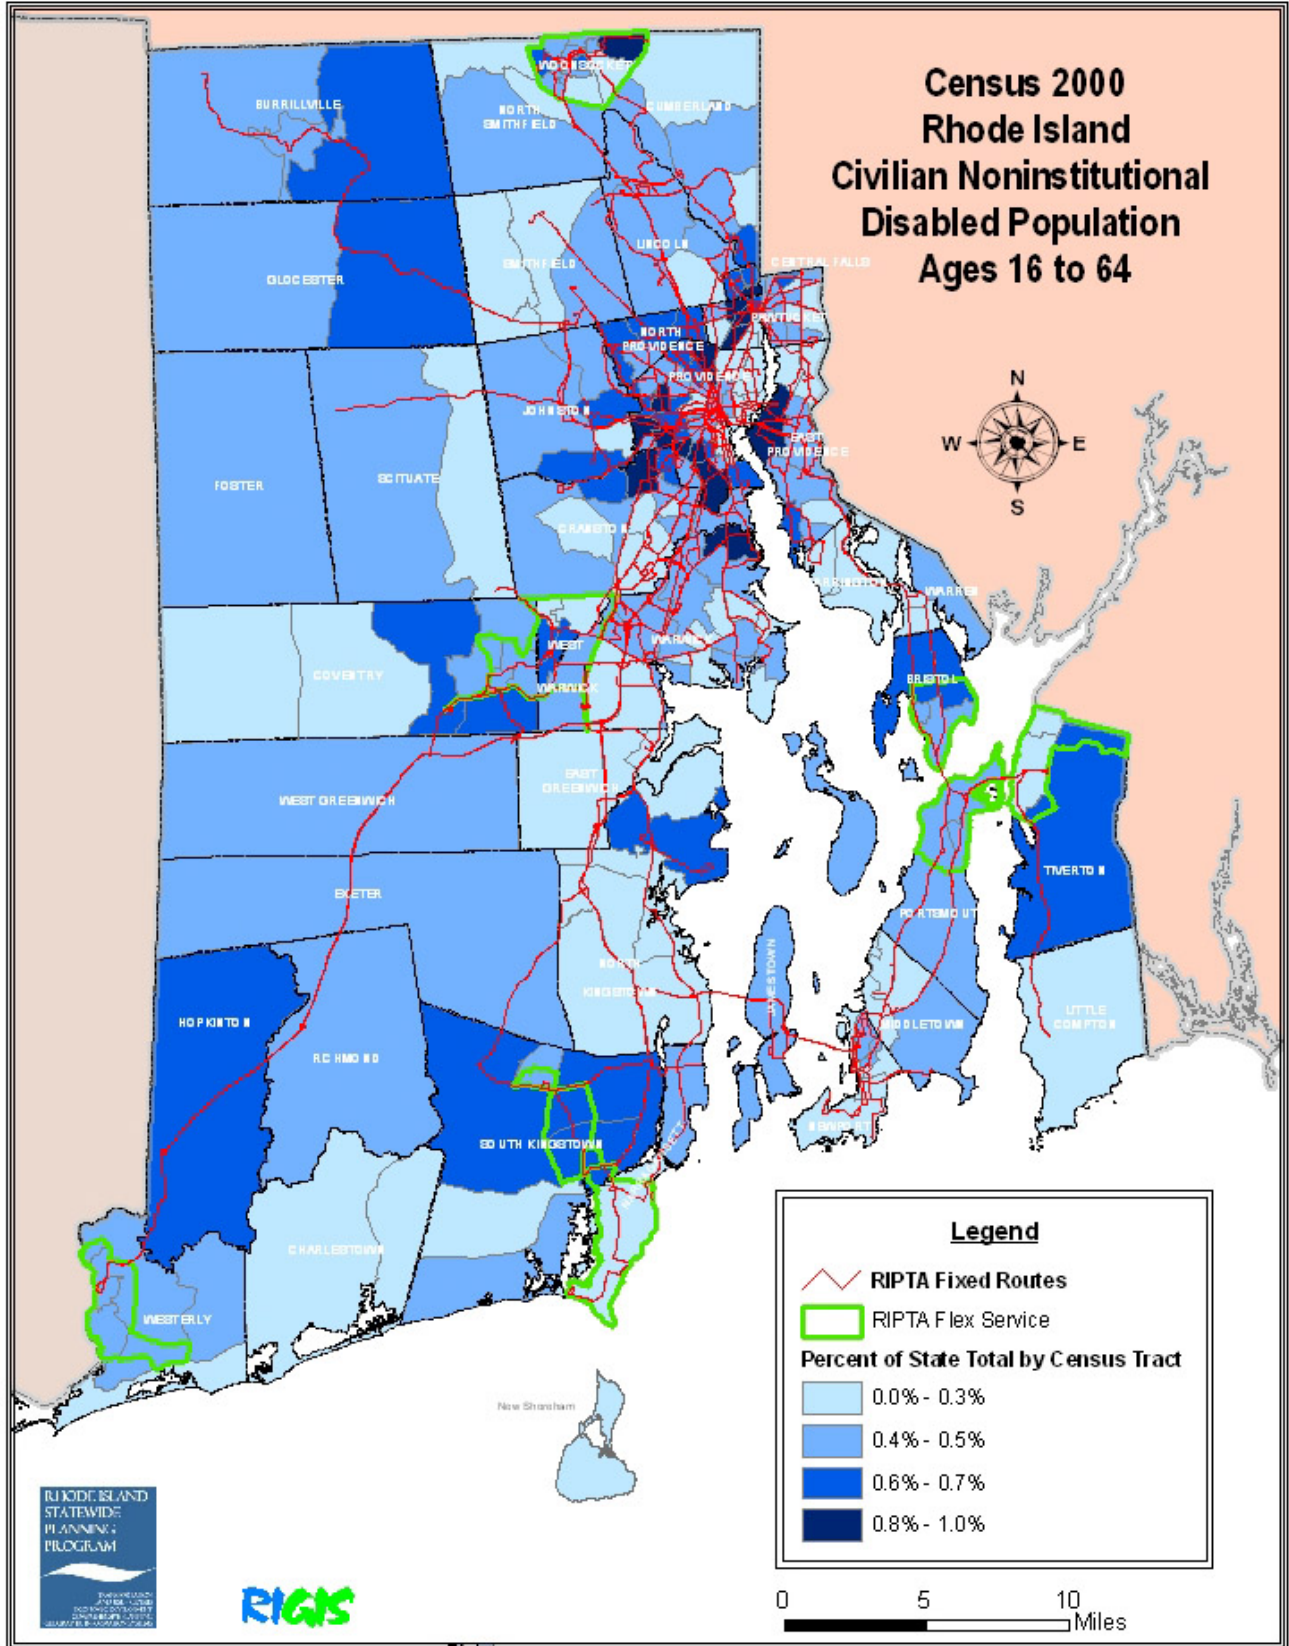 Census 2000
Rhode Island
Civilian Noninstitutional
Disabled Population
Ages 16 to 64
WOONSOCKET
BURRILLVILLE
NORTH
SMITHFIELD
CUMBERLAND
GLOCESTER
SMITHFIELD
LINCOLN
CENTRAL FALLS
PAWTUCKET
NORTH
PROVIDENCE
PROVIDENCE
JOHNSTON
EAST
PROVIDENCE
FOSTER
SCITUATE
CRANSTON
N
W
E
S
BARRINGTON
WARREN
COVENTRY
WEST
WARWICK
WARWICK
BRISTOL
WEST GREENWICH
EAST
GREENWICH
TIVERTON
EXETER
PORTSMOUT
NORTH
KINGSTOWN
JAMESTOWN
HOPKINTON
RICHMOND
MIDDLETOWN
LITTLE
COMPTON
SOUTH KINGSTOWN
NEWPORT
NARRAGANSETT
CHARLESTOWN
WESTERLY
New Shoreham
Legend
RIPTA Fixed Routes
RIPTA Flex Service
Percent of State Total by Census Tract
0.0% - 0.3%
0.4% - 0.5%
0.6% - 0.7%
0.8% - 1.0%
RHODE ISLAND
STATEWIDE
PLANNING
PROGRAM
RIGIS
0 5 10
Miles